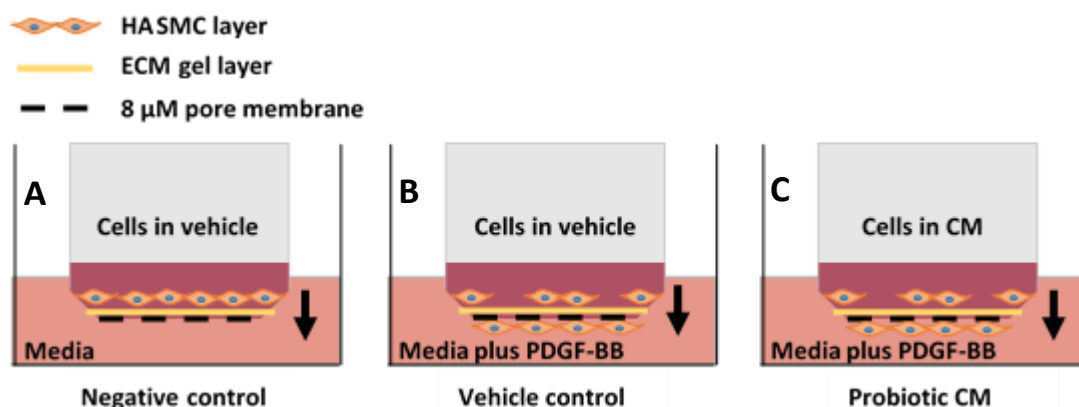 HASMC layer
ECM gel layer
8 µM pore membrane
A
Cells in vehicle
Media
Negative control
B
Cells in vehicle
Media plus PDGF-BB
Vehicle control
C
Cells in CM
Media plus PDGF-BB
Probiotic CM